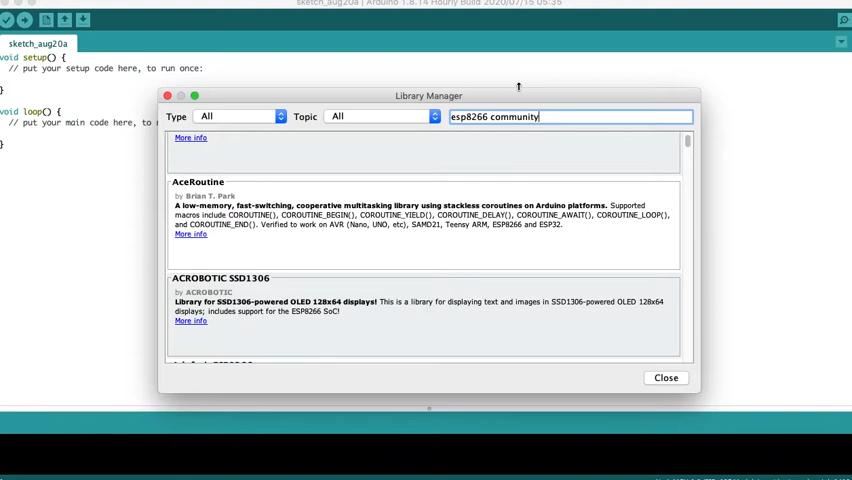 sketch_aug20a | Arduino 1.8.14 Hourly Build 2020/07/15 05:35
sketch_aug20a
void setup() {
// put your setup code here, to run once:
}
void loop() {
// put your main code here, to r
}
Library Manager
Type All Topic All esp8266 community
More info
AceRoutine
by Brian T. Park
A low-memory, fast-switching, cooperative multitasking library using stackless coroutines on Arduino platforms. Supported
macros include COROUTINE(), COROUTINE_BEGIN(), COROUTINE_YIELD(), COROUTINE_DELAY(), COROUTINE_AWAIT(), COROUTINE_LOOP(),
and COROUTINE_END(). Verified to work on AVR (Nano, UNO, etc), SAMD21, Teensy ARM, ESP8266 and ESP32.
More info
ACROBOTIC SSD1306
by ACROBOTIC
Library for SSD1306-powered OLED 128x64 displays! This is a library for displaying text and images in SSD1306-powered OLED 128x64
displays; includes support for the ESP8266 SoC!
More info
Close